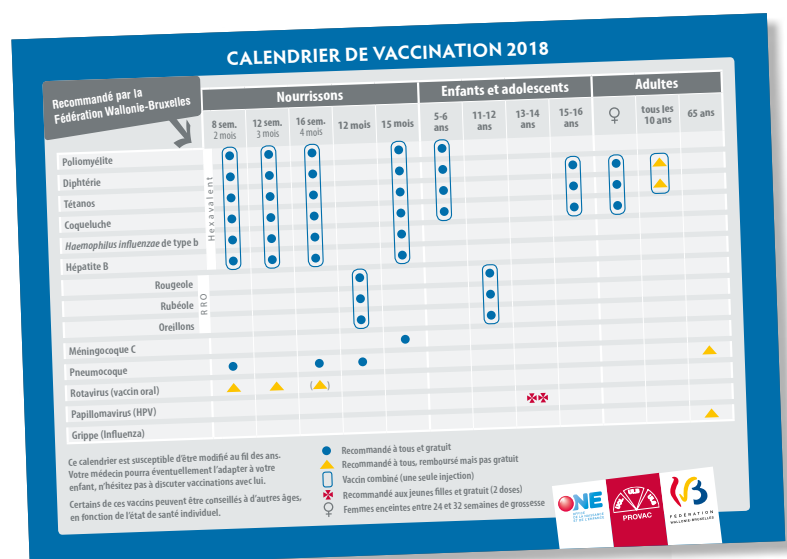 CALENDRIER DE VACCINATION 2018
Recommandé par la
Fédération Wallonie-Bruxelles
Nourrissons
Enfants et adolescents
Adultes
8 sem.
2 mois
12 sem.
3 mois
16 sem.
4 mois
12 mois
15 mois
5-6
ans
11-12
ans
13-14
ans
15-16
ans
♀
tous les
10 ans
65 ans
Hexavalent
Poliomyélite
Diphtérie
Tétanos
Coqueluche
Haemophilus influenzae de type b
Hépatite B
RRO
Rougeole
Rubéole
Oreillons
Méningocoque C
Pneumocoque
Rotavirus (vaccin oral)
( )
Papillomavirus (HPV)
Grippe (Influenza)
Ce calendrier est susceptible d'être modifié au fil des ans.
Votre médecin pourra éventuellement l'adapter à votre
enfant, n'hésitez pas à discuter vaccinations avec lui.
Certains de ces vaccins peuvent être conseillés à d'autres âges,
en fonction de l'état de santé individuel.
Recommandé à tous et gratuit
Recommandé à tous, remboursé mais pas gratuit
Vaccin combiné (une seule injection)
Recommandé aux jeunes filles et gratuit (2 doses)
♀ Femmes enceintes entre 24 et 32 semaines de grossesse
ONE
OFFICE
DE LA NAISSANCE
ET DE L'ENFANCE
PROVAC
FÉDÉRATION
WALLONIE-BRUXELLES